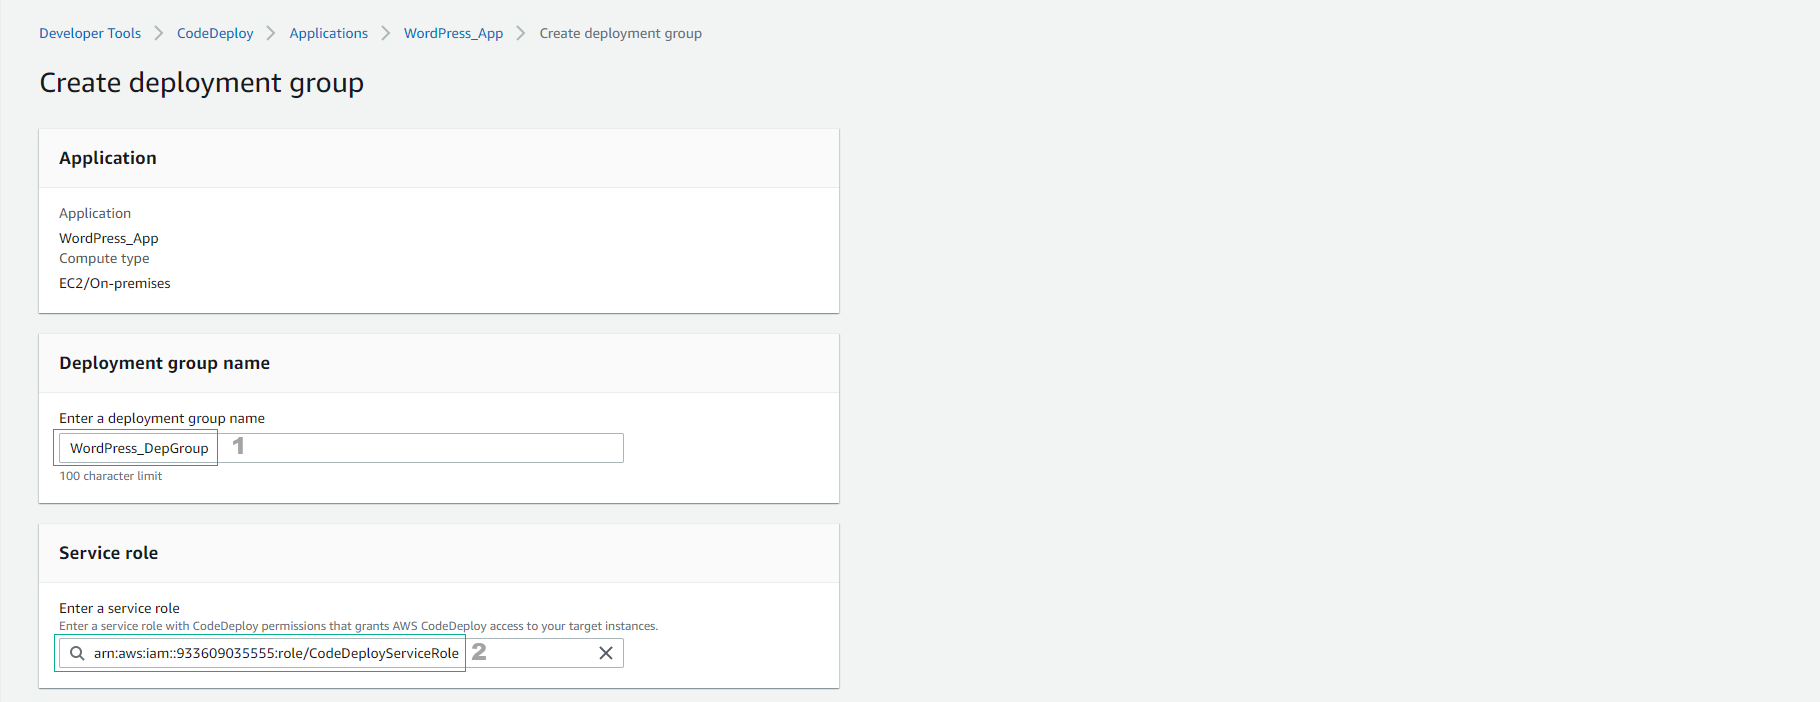 Developer Tools > CodeDeploy > Applications > WordPress_App > Create deployment group
Create deployment group
Application
Application
WordPress_App
Compute type
EC2/On-premises
Deployment group name
Enter a deployment group name
WordPress_DepGroup 1
100 character limit
Service role
Enter a service role
Enter a service role with CodeDeploy permissions that grants AWS CodeDeploy access to your target instances.
arn:aws:iam::933609035555:role/CodeDeployServiceRole 2